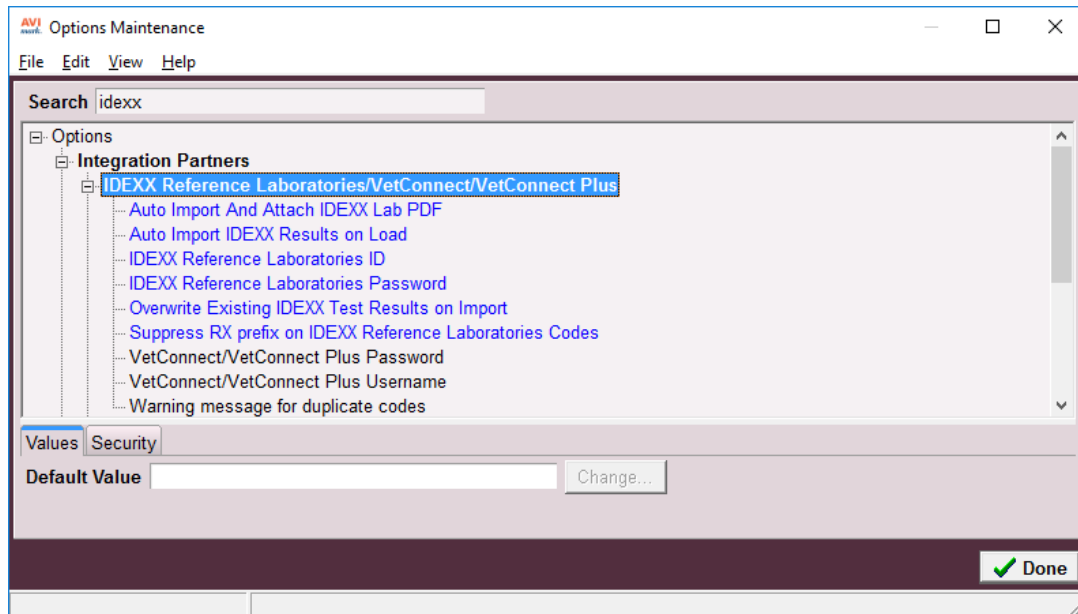 AVI mark Options Maintenance
File Edit View Help
Search idexx
Options
Integration Partners
IDEXX Reference Laboratories/VetConnect/VetConnect Plus
Auto Import And Attach IDEXX Lab PDF
Auto Import IDEXX Results on Load
IDEXX Reference Laboratories ID
IDEXX Reference Laboratories Password
Overwrite Existing IDEXX Test Results on Import
Suppress RX prefix on IDEXX Reference Laboratories Codes
VetConnect/VetConnect Plus Password
VetConnect/VetConnect Plus Username
Warning message for duplicate codes
Values Security
Default Value Change...
Done